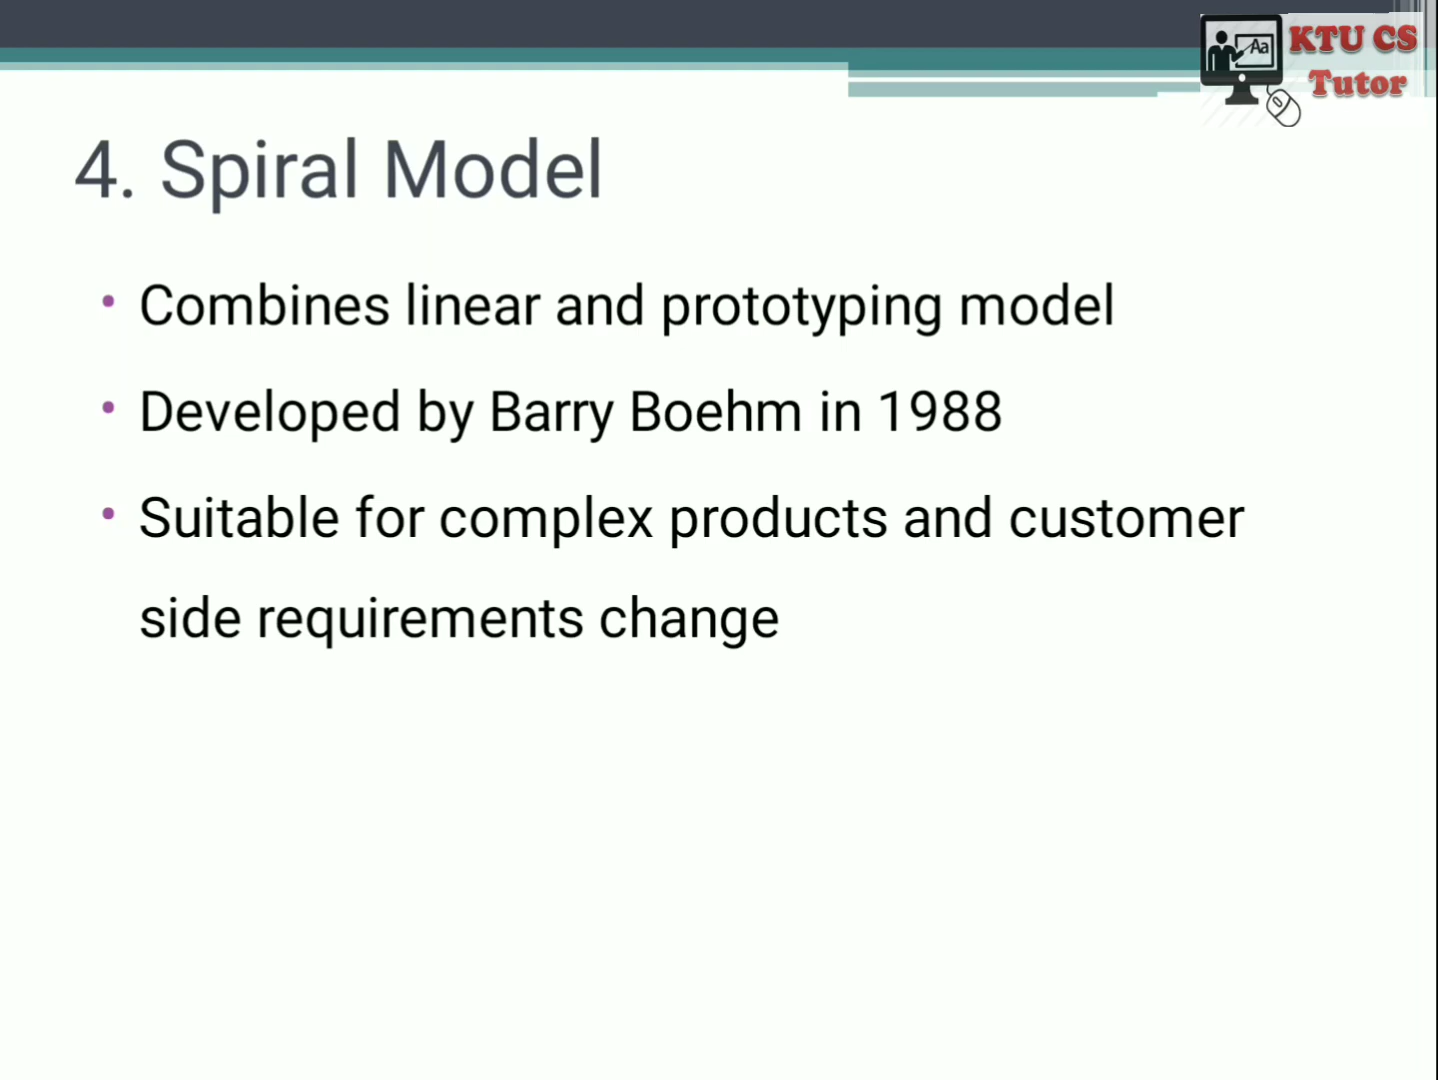 KTU CS
Tutor
Aa
4. Spiral Model
• Combines linear and prototyping model
• Developed by Barry Boehm in 1988
• Suitable for complex products and customer
side requirements change